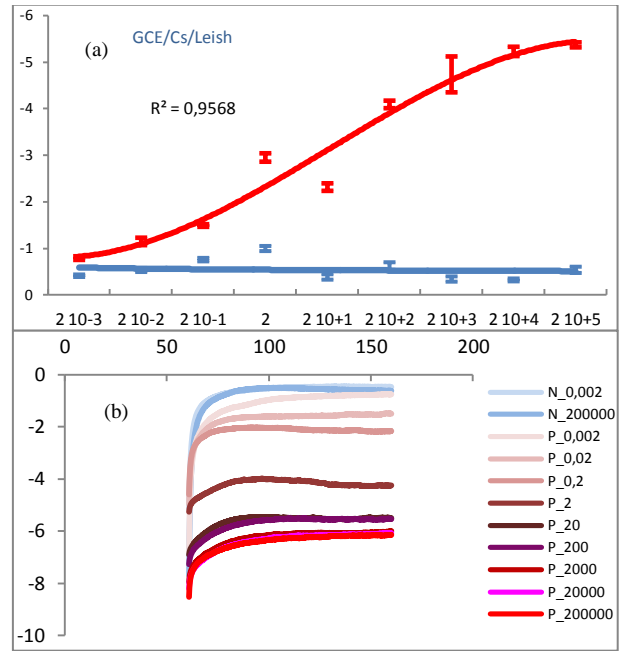 -6
(a)
GCE/Cs/Leish
-5
R² = 0,9568
-4
-3
-2
-1
0
2 10-3 2 10-2 2 10-1 2 2 10+1 2 10+2 2 10+3 2 10+4 2 10+5
0 50 100 150 200
0
(b)
-2
-4
-6
-8
-10
N_0,002
N_200000
P_0,002
P_0,02
P_0,2
P_2
P_20
P_200
P_2000
P_20000
P_200000